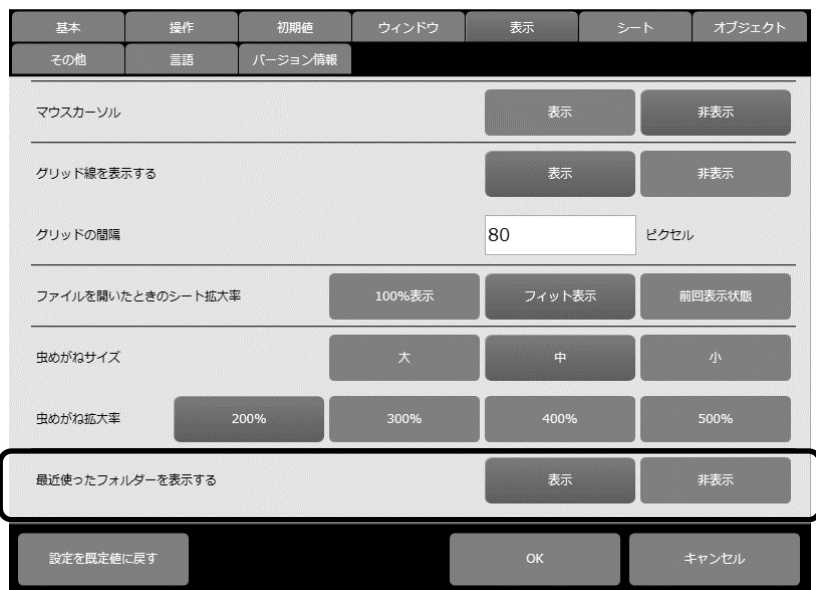 基本 操作 初期値 ウィンドウ 表示 シート オブジェクト
その他 言語 バージョン情報
マウスカーソル 表示 非表示
グリッド線を表示する 表示 非表示
グリッドの間隔 80 ピクセル
ファイルを開いたときのシート拡大率 100%表示 フィット表示 前回表示状態
虫めがねサイズ 大 中 小
虫めがね拡大率 200% 300% 400% 500%
最近使ったフォルダーを表示する 表示 非表示
設定を既定値に戻す OK キャンセル